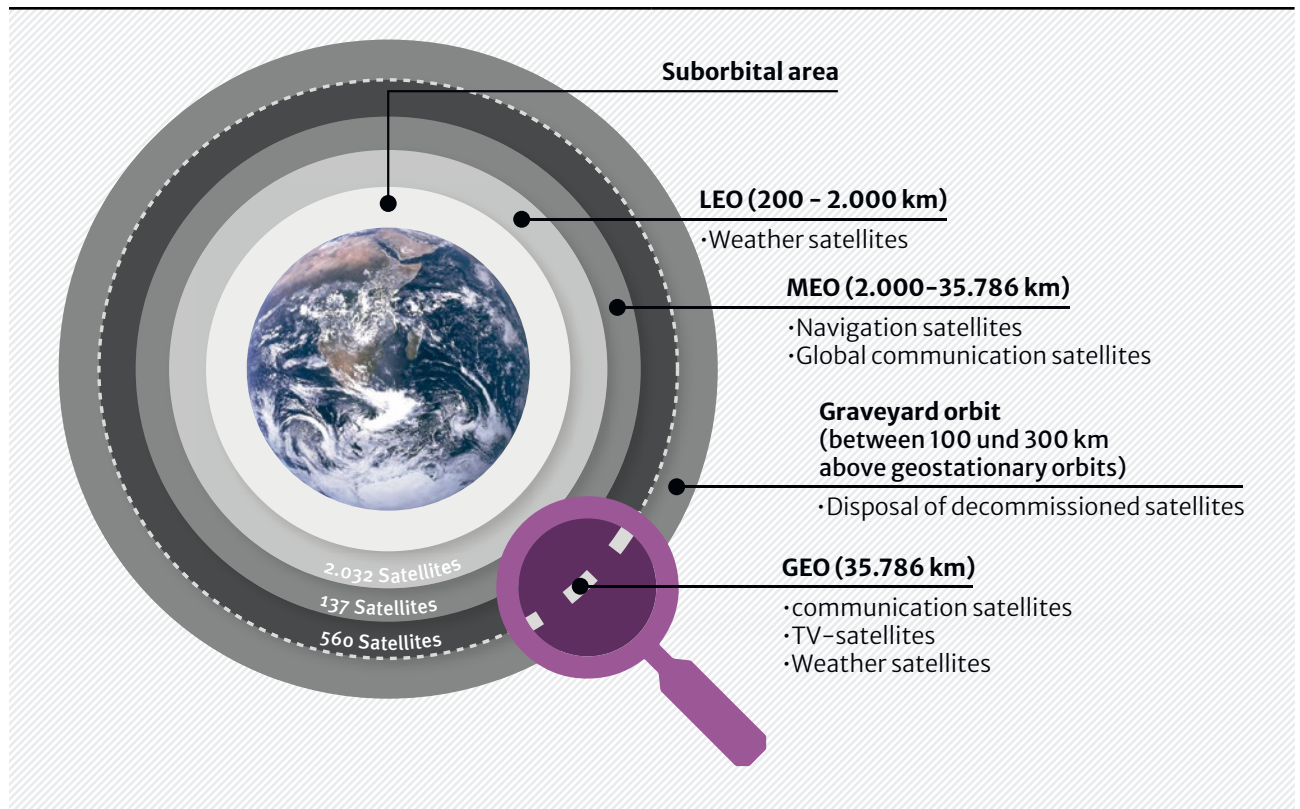 Suborbital area
LEO (200 - 2.000 km)
·Weather satellites
MEO (2.000-35.786 km)
·Navigation satellites
·Global communication satellites
Graveyard orbit
(between 100 und 300 km
above geostationary orbits)
·Disposal of decommissioned satellites
GEO (35.786 km)
·communication satellites
·TV-satellites
·Weather satellites
2.032 Satellites
137 Satellites
560 Satellites